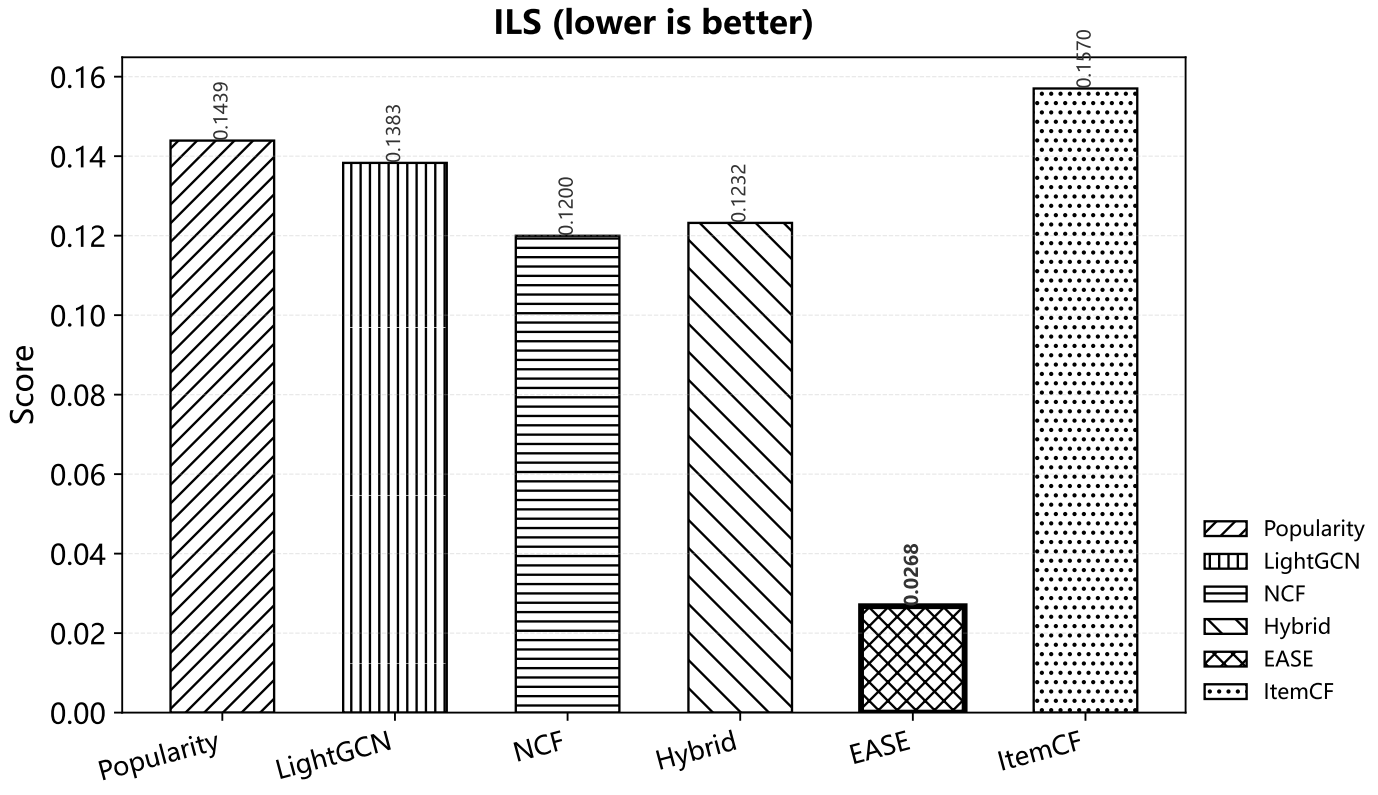 ILS (lower is better)
Score
0.16
0.14
0.12
0.10
0.08
0.06
0.04
0.02
0.00
0.1439
0.1383
0.1200
0.1232
0.0268
0.1570
Popularity
LightGCN
NCF
Hybrid
EASE
ItemCF
Popularity
LightGCN
NCF
Hybrid
EASE
ItemCF